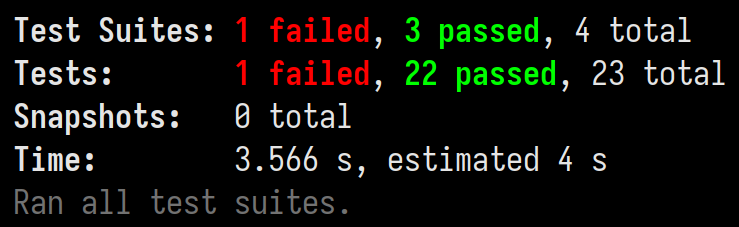 Test Suites: 1 failed, 3 passed, 4 total
Tests: 1 failed, 22 passed, 23 total
Snapshots: 0 total
Time: 3.566 s, estimated 4 s
Ran all test suites.